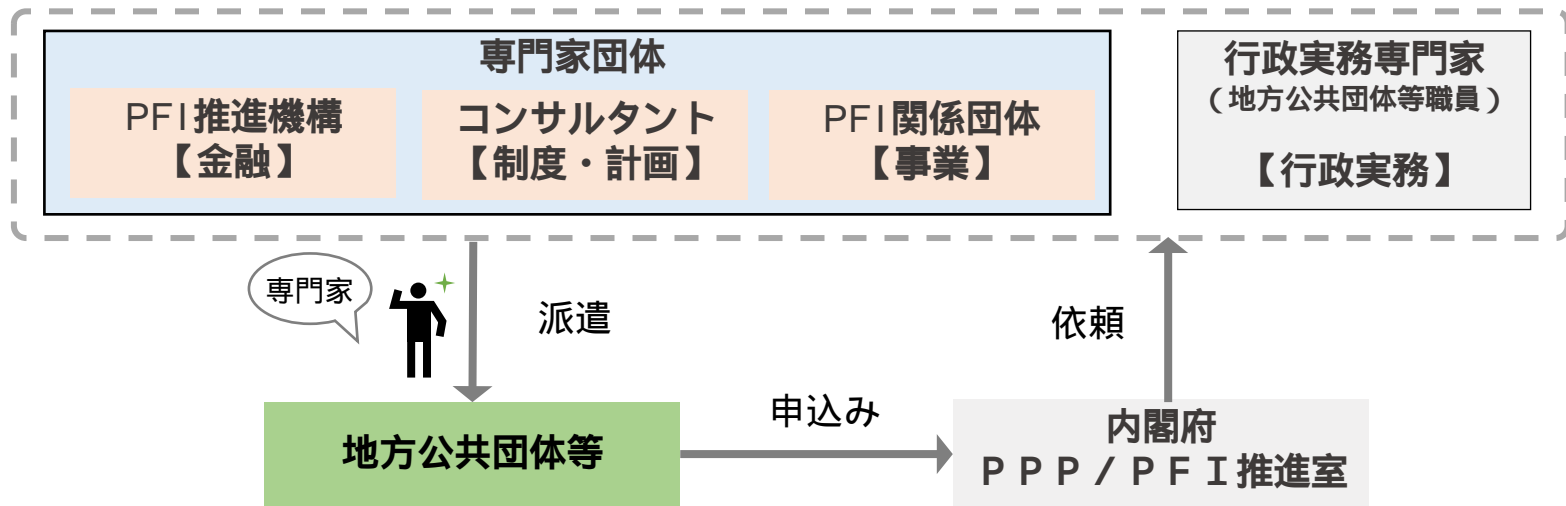 専門家団体
PFI推進機構
【金融】
コンサルタント
【制度・計画】
PFI関係団体
【事業】
行政実務専門家
(地方公共団体等職員)
【行政実務】
専門家
派遣
依頼
地方公共団体等
申込み
内閣府
PPP/PFI推進室